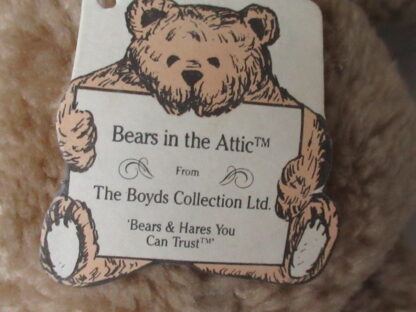 Bears in the Attic™
From
The Boyds Collection Ltd.
'Bears & Hares You
Can Trust™'